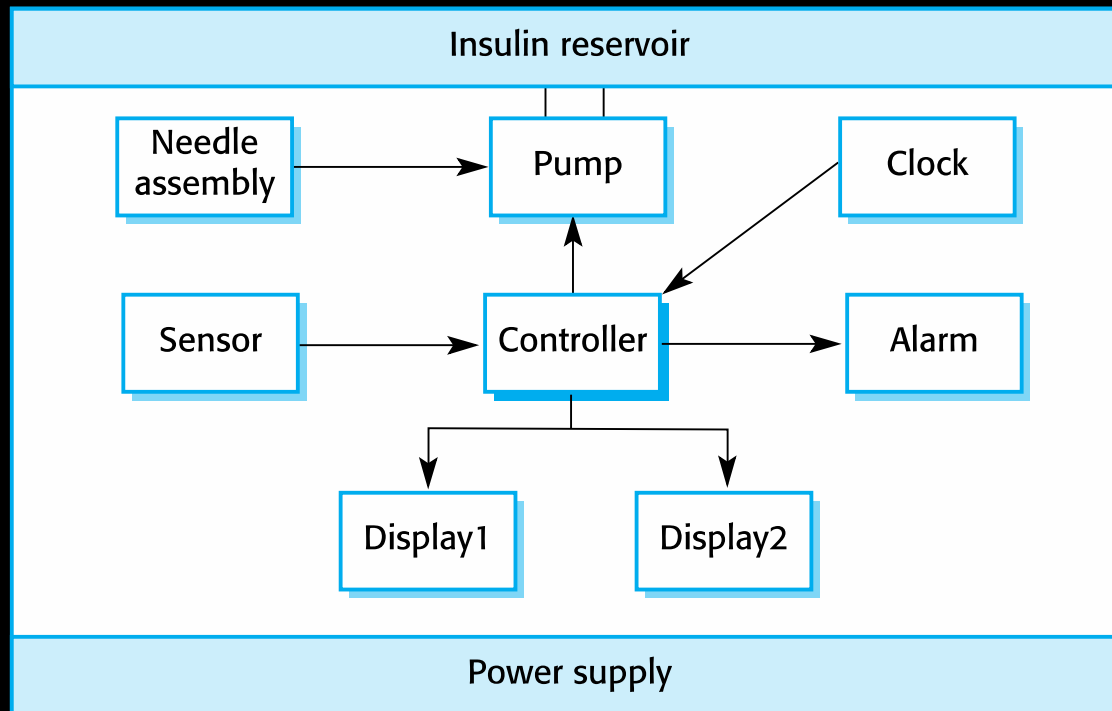 Insulin reservoir
Needle
assembly
Pump
Clock
Sensor
Controller
Alarm
Display1
Display2
Power supply